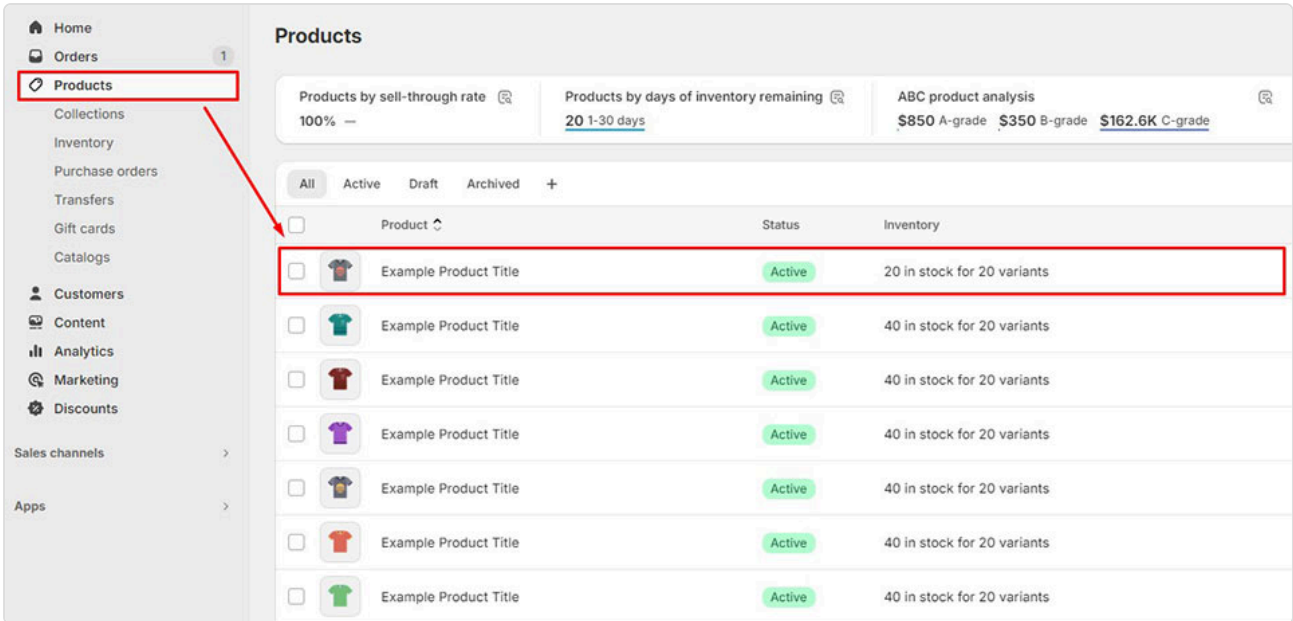 Home
Orders 1
Products
Collections
Inventory
Purchase orders
Transfers
Gift cards
Catalogs
Customers
Content
Analytics
Marketing
Discounts
Sales channels
Apps
Products
Products by sell-through rate
100% —
Products by days of inventory remaining
20 1-30 days
ABC product analysis
$850 A-grade $350 B-grade $162.6K C-grade
All Active Draft Archived +
Product Status Inventory
Example Product Title Active 20 in stock for 20 variants
Example Product Title Active 40 in stock for 20 variants
Example Product Title Active 40 in stock for 20 variants
Example Product Title Active 40 in stock for 20 variants
Example Product Title Active 40 in stock for 20 variants
Example Product Title Active 40 in stock for 20 variants
Example Product Title Active 40 in stock for 20 variants